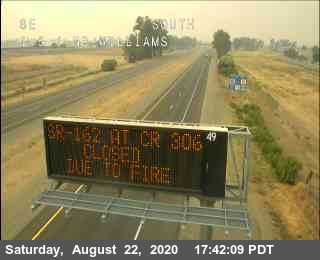 SOUTH
WILLIAMS
SR-162 AT CR 306
CLOSED
DUE TO FIRE
49
Saturday, August 22, 2020 17:42:09 PDT